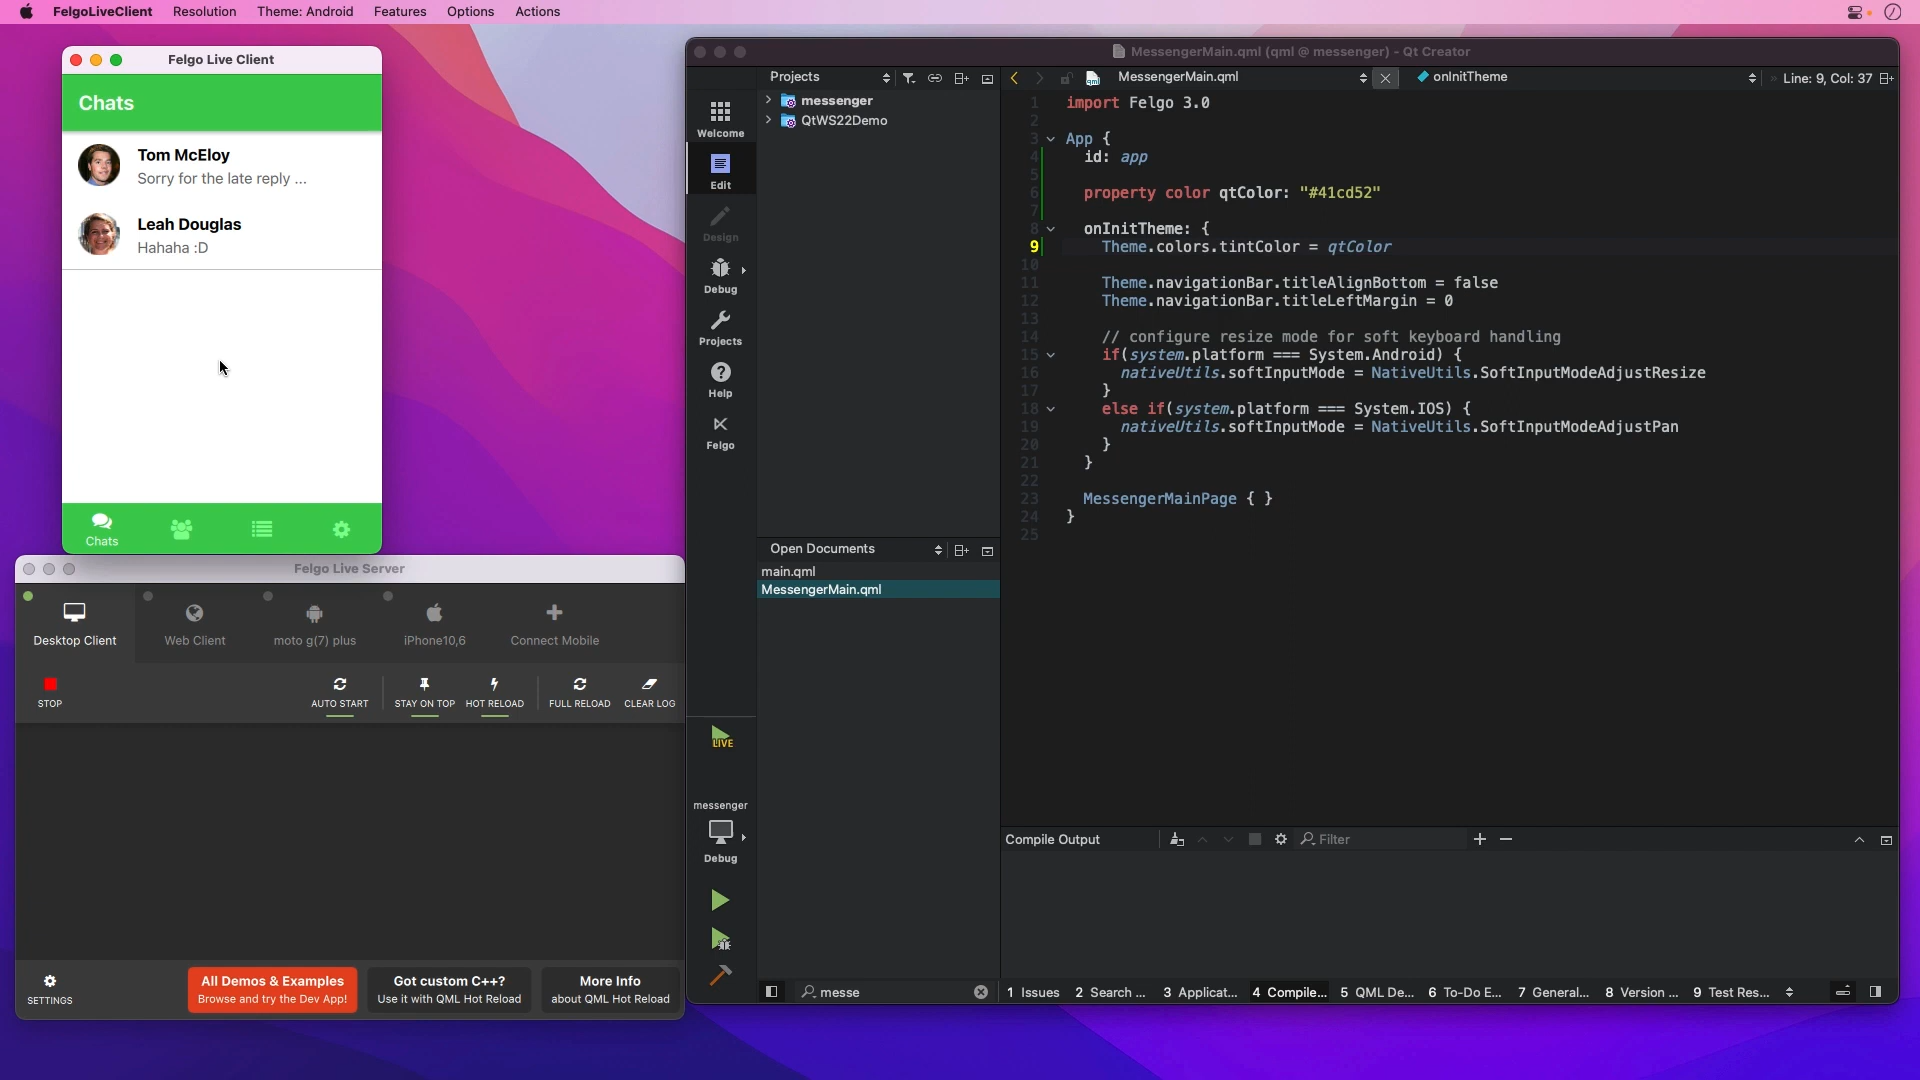 FelgoLiveClient Resolution Theme: Android Features Options Actions
Felgo Live Client
Chats
Tom McEloy
Sorry for the late reply ...
Leah Douglas
Hahaha :D
Chats
Felgo Live Server
Desktop Client
Web Client
moto g(7) plus
iPhone10,6
Connect Mobile
STOP
AUTO START
STAY ON TOP
HOT RELOAD
FULL RELOAD
CLEAR LOG
SETTINGS
All Demos & Examples
Browse and try the Dev App!
Got custom C++?
Use it with QML Hot Reload
More Info
about QML Hot Reload
MessengerMain.qml (qml @ messenger) - Qt Creator
Welcome
Edit
Design
Debug
Projects
Help
Felgo
LIVE
messenger
Debug
Projects
messenger
QtWS22Demo
Open Documents
main.qml
MessengerMain.qml
MessengerMain.qml
onInitTheme
» Line: 9, Col: 37
1 import Felgo 3.0
2
3 App {
4 id: app
5
6 property color qtColor: "#41cd52"
7
8 onInitTheme: {
9 Theme.colors.tintColor = qtColor
10
11 Theme.navigationBar.titleAlignBottom = false
12 Theme.navigationBar.titleLeftMargin = 0
13
14 // configure resize mode for soft keyboard handling
15 if(system.platform === System.Android) {
16 nativeUtils.softInputMode = NativeUtils.SoftInputModeAdjustResize
17 }
18 else if(system.platform === System.IOS) {
19 nativeUtils.softInputMode = NativeUtils.SoftInputModeAdjustPan
20 }
21 }
22
23 MessengerMainPage { }
24 }
25
Compile Output
Filter
messe
1 Issues 2 Search ... 3 Applicat... 4 Compile... 5 QML De... 6 To-Do E... 7 General... 8 Version ... 9 Test Res...